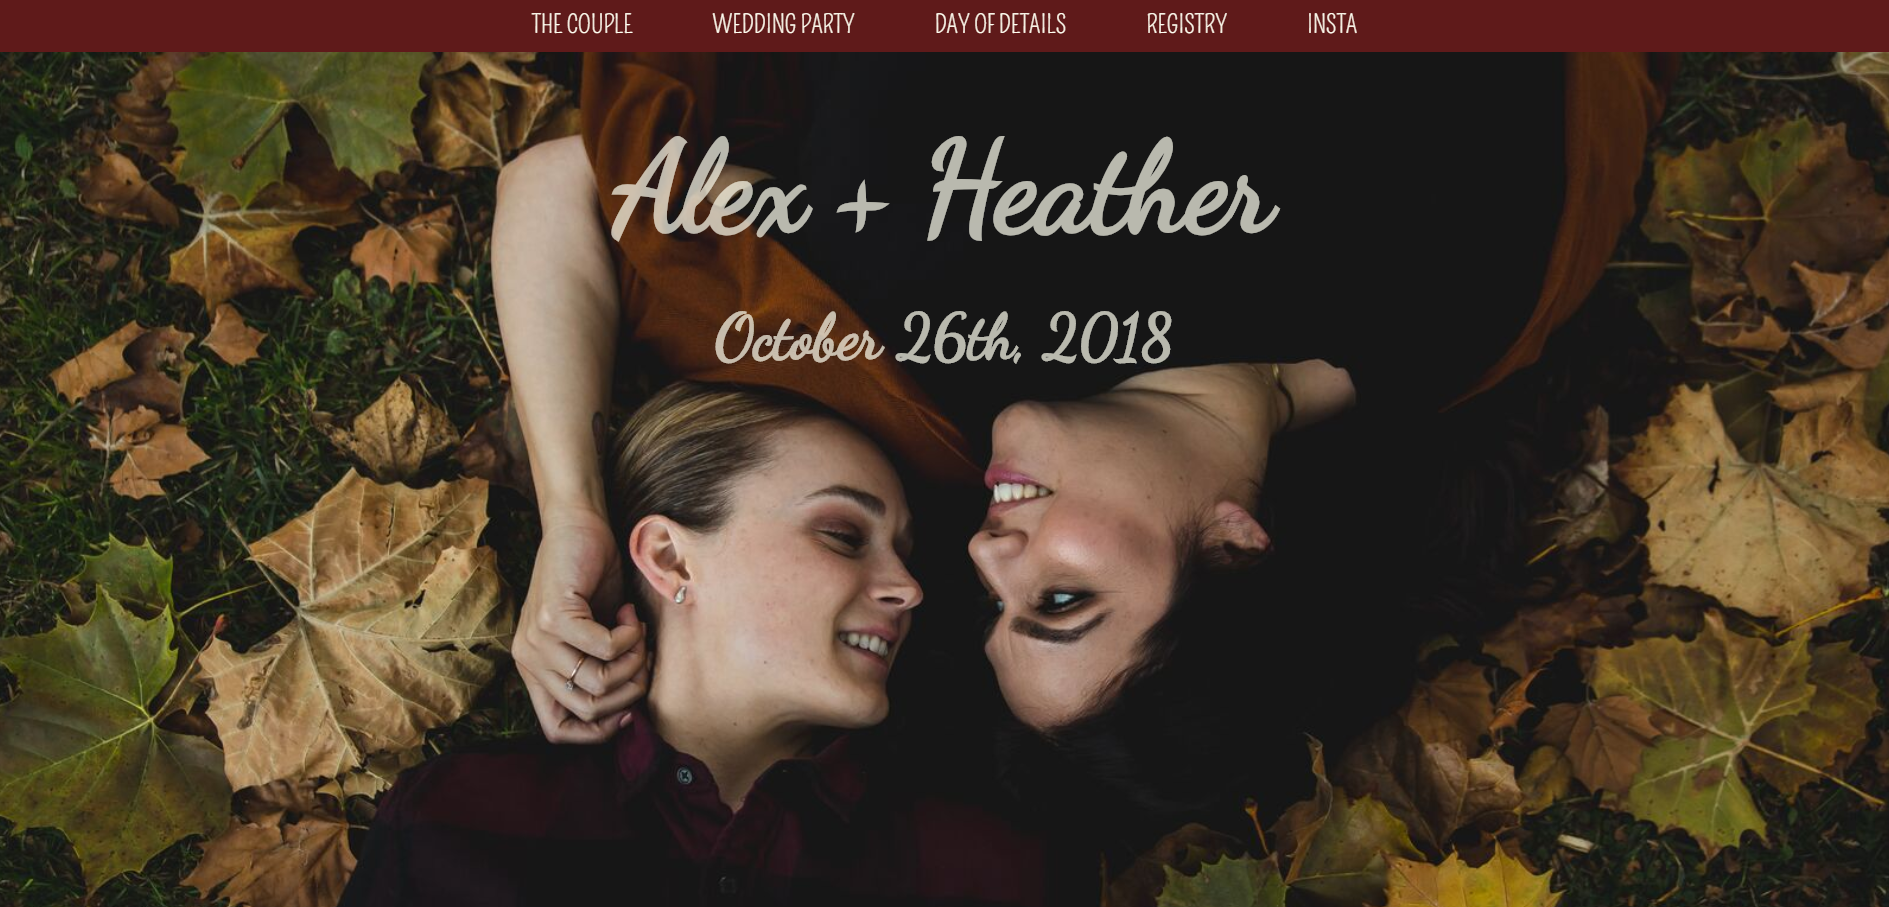 THE COUPLE WEDDING PARTY DAY OF DETAILS REGISTRY INSTA
Alex + Heather
October 26th, 2018